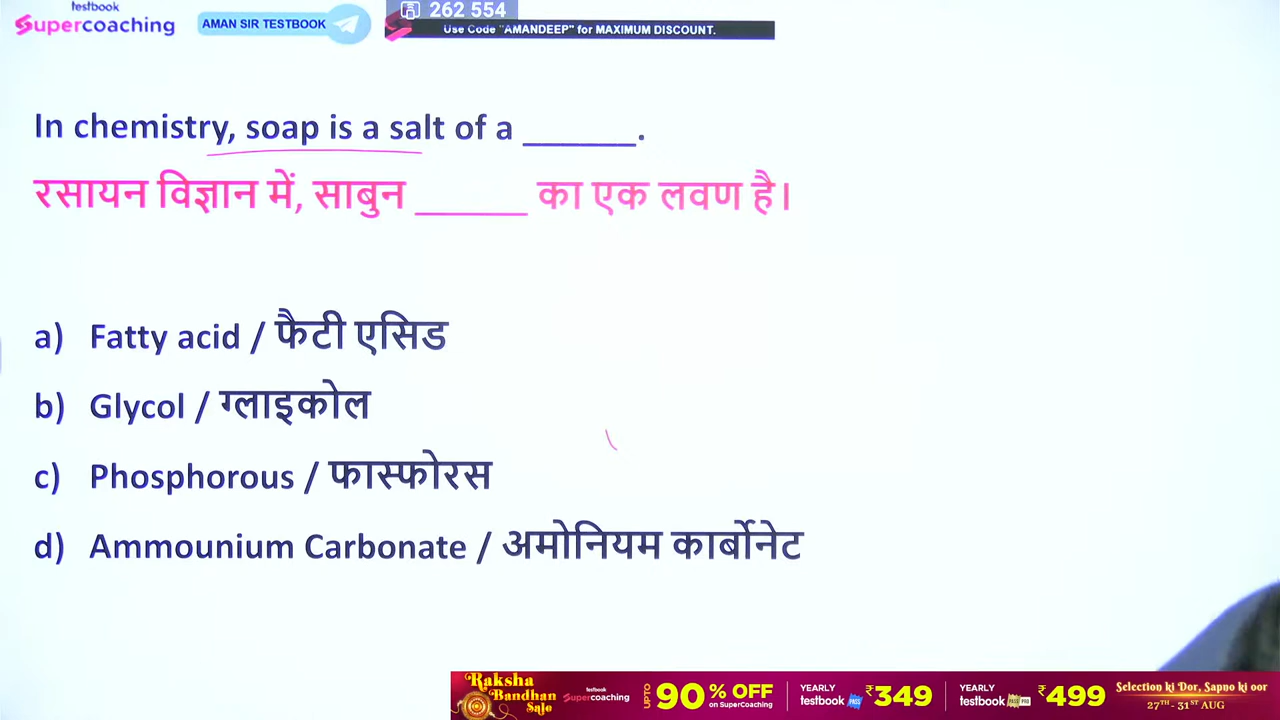 testbook
Supercoaching
AMAN SIR TESTBOOK
262 554
Use Code "AMANDEEP" for MAXIMUM DISCOUNT.
In chemistry, soap is a salt of a ______.
रसायन विज्ञान में, साबुन ______ का एक लवण है।
a) Fatty acid / फैटी एसिड
b) Glycol / ग्लाइकोल
c) Phosphorous / फास्फोरस
d) Ammounium Carbonate / अमोनियम कार्बोनेट
Raksha Bandhan Sale
testbook Supercoaching
UPTO 90% OFF on SuperCoaching
YEARLY testbook PASS ₹349
YEARLY testbook PASS PRO ₹499
Selection ki Dor, Sapno ki oor
27TH - 31ST AUG